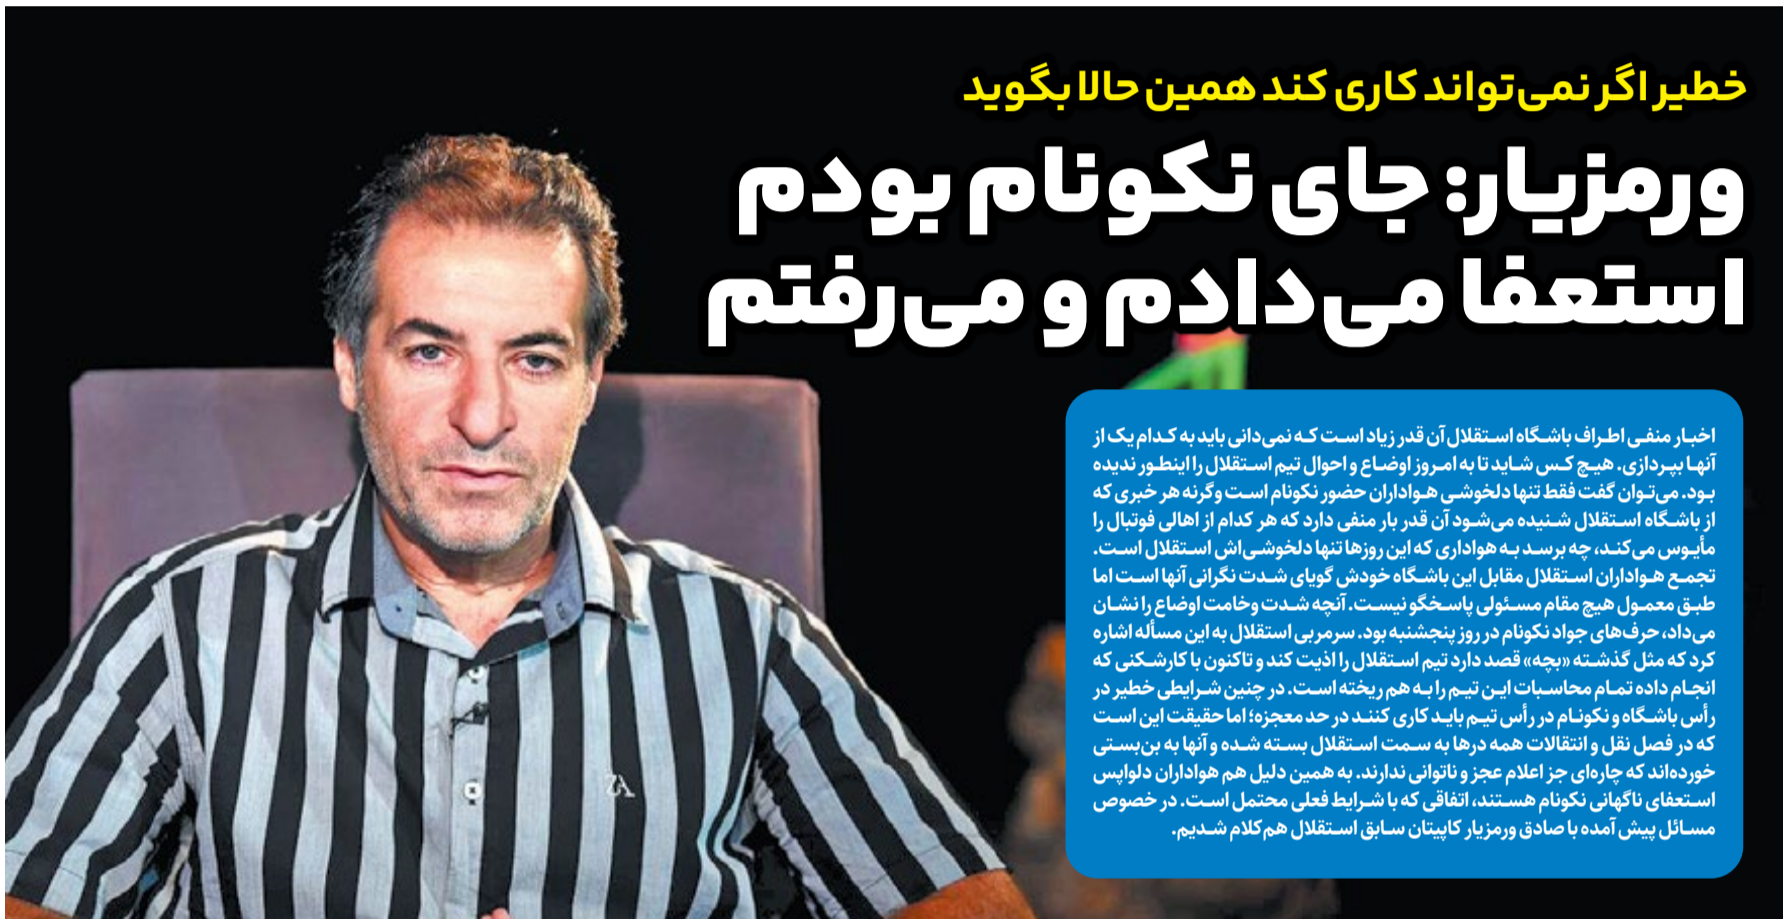 خطیر اگر نمی‌تواند کاری کند همین حالا بگوید
ورمزیار: جای نکونام بودم
استعفا می‌دادم و می‌رفتم
اخبار منفی اطراف باشگاه استقلال آن قدر زیاد است که نمی‌دانی باید به کدام یک از
آنها بپردازی. هیچ کس شاید تا به امروز اوضاع و احوال تیم استقلال را اینطور ندیده
بود. می‌توان گفت فقط تنها دلخوشی هواداران حضور نکونام است وگرنه هر خبری که
از باشگاه استقلال شنیده می‌شود آن قدر بار منفی دارد که هر کدام از اهالی فوتبال را
مأیوس می‌کند، چه برسد به هواداری که این روزها تنها دلخوشی‌اش استقلال است.
تجمع هواداران استقلال مقابل این باشگاه خودش گویای شدت نگرانی آنها است اما
طبق معمول هیچ مقام مسئولی پاسخگو نیست. آنچه شدت وخامت اوضاع را نشان
می‌داد، حرف‌های جواد نکونام در روز پنجشنبه بود. سرمربی استقلال به این مسأله اشاره
کرد که مثل گذشته «بچه» قصد دارد تیم استقلال را اذیت کند و تاکنون با کارشکنی که
انجام داده تمام محاسبات این تیم را به هم ریخته است. در چنین شرایطی خطیر در
رأس باشگاه و نکونام در رأس تیم باید کاری کنند در حد معجزه؛ اما حقیقت این است
که در فصل نقل و انتقالات همه درها به سمت استقلال بسته شده و آنها به بن‌بستی
خورده‌اند که چاره‌ای جز اعلام عجز و ناتوانی ندارند. به همین دلیل هم هواداران دلواپس
استعفای ناگهانی نکونام هستند، اتفاقی که با شرایط فعلی محتمل است. در خصوص
مسائل پیش آمده با صادق ورمزیار کاپیتان سابق استقلال هم‌کلام شدیم.